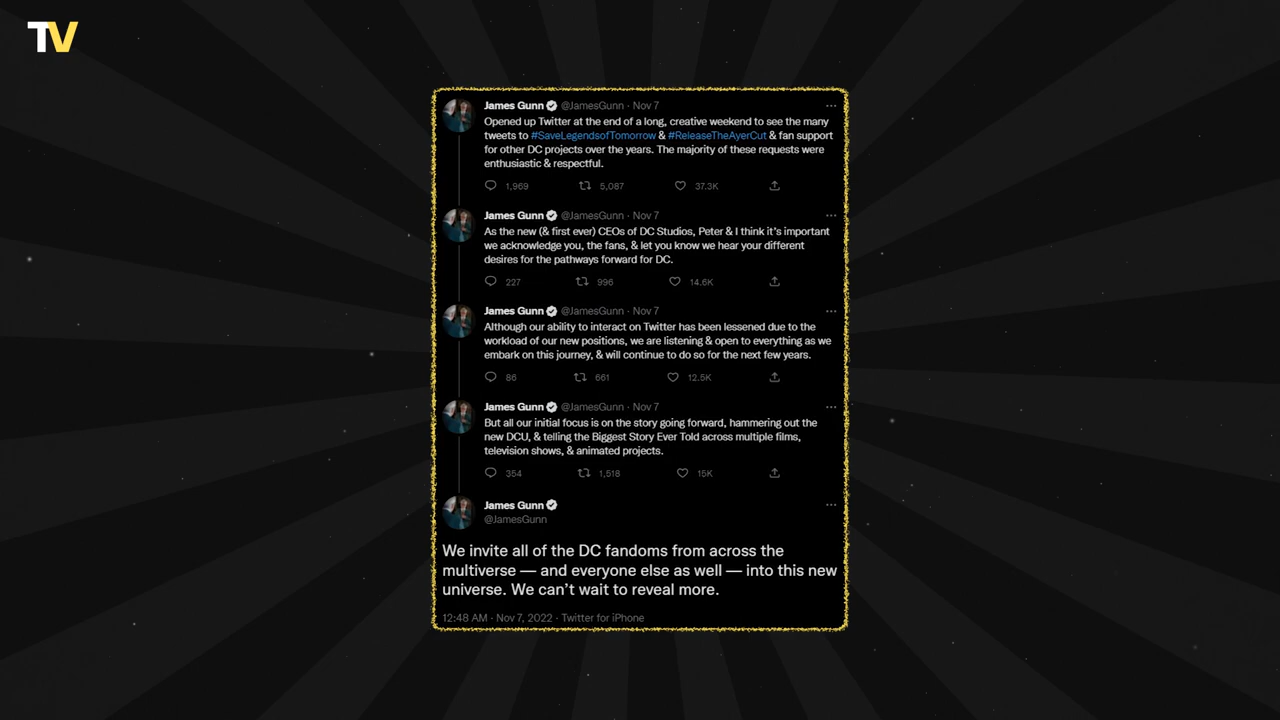 TV
James Gunn @JamesGunn · Nov 7
Opened up Twitter at the end of a long, creative weekend to see the many
tweets to #SaveLegendsofTomorrow & #ReleaseTheAyerCut & fan support
for other DC projects over the years. The majority of these requests were
enthusiastic & respectful.
1,969 5,087 37.3K
James Gunn @JamesGunn · Nov 7
As the new (& first ever) CEOs of DC Studios, Peter & I think it's important
we acknowledge you, the fans, & let you know we hear your different
desires for the pathways forward for DC.
227 996 14.6K
James Gunn @JamesGunn · Nov 7
Although our ability to interact on Twitter has been lessened due to the
workload of our new positions, we are listening & open to everything as we
embark on this journey, & will continue to do so for the next few years.
86 661 12.5K
James Gunn @JamesGunn · Nov 7
But all our initial focus is on the story going forward, hammering out the
new DCU, & telling the Biggest Story Ever Told across multiple films,
television shows, & animated projects.
354 1,518 15K
James Gunn
@JamesGunn
We invite all of the DC fandoms from across the
multiverse — and everyone else as well — into this new
universe. We can't wait to reveal more.
12:48 AM · Nov 7, 2022 · Twitter for iPhone